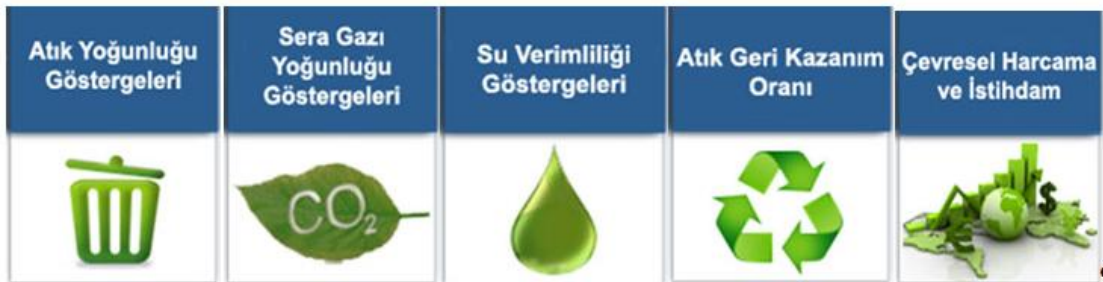 Atık Yoğunluğu
Göstergeleri
Sera Gazı
Yoğunluğu
Göstergeleri
Su Verimliliği
Göstergeleri
Atık Geri Kazanım
Oranı
Çevresel Harcama
ve İstihdam
CO₂
$